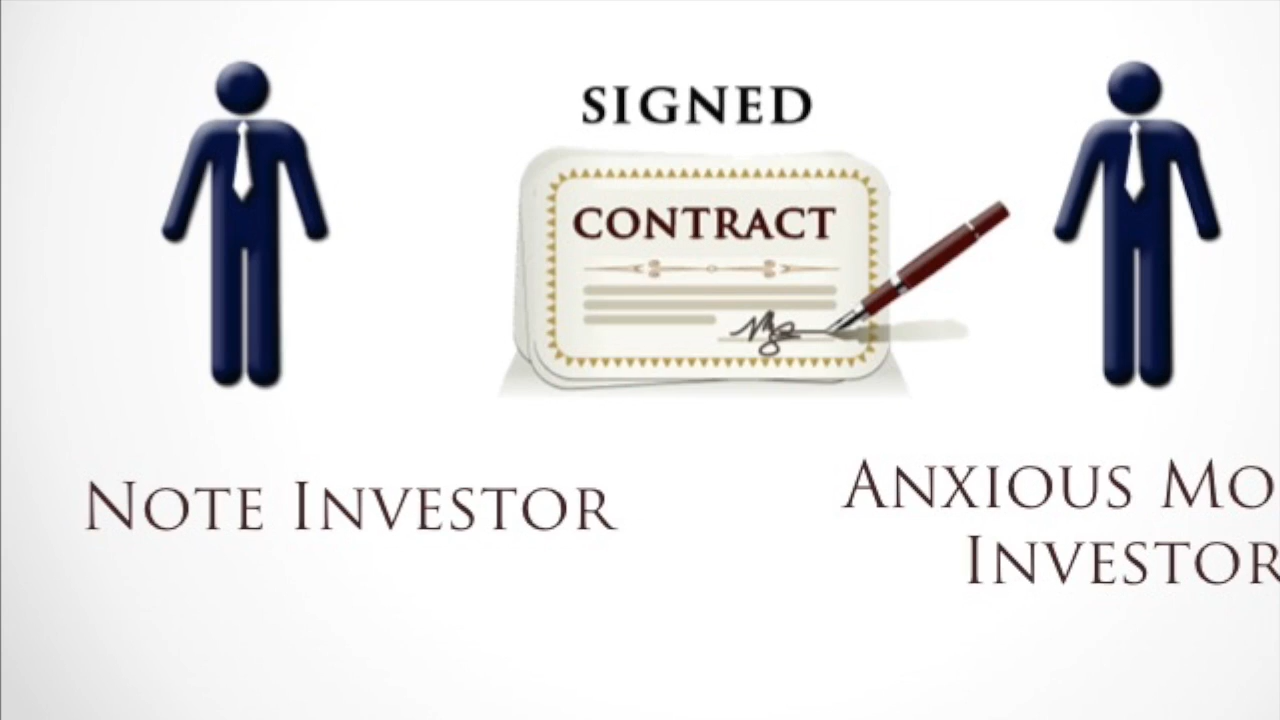 SIGNED
CONTRACT
NOTE INVESTOR
ANXIOUS MO
INVESTOR